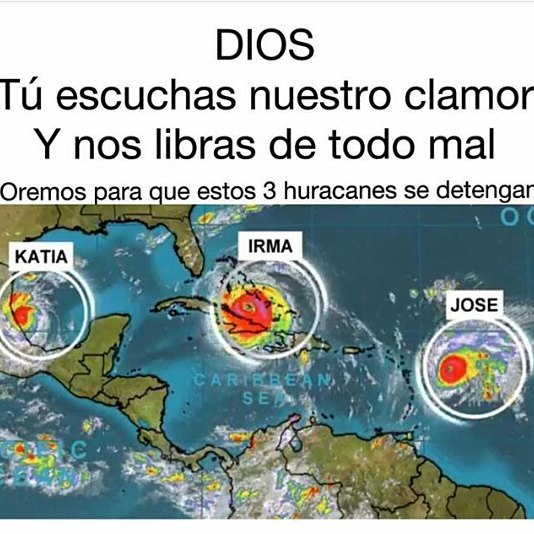 DIOS
Tú escuchas nuestro clamor
Y nos libras de todo mal
Oremos para que estos 3 huracanes se detengan
KATIA
IRMA
JOSE
CARIBBEAN
SEA